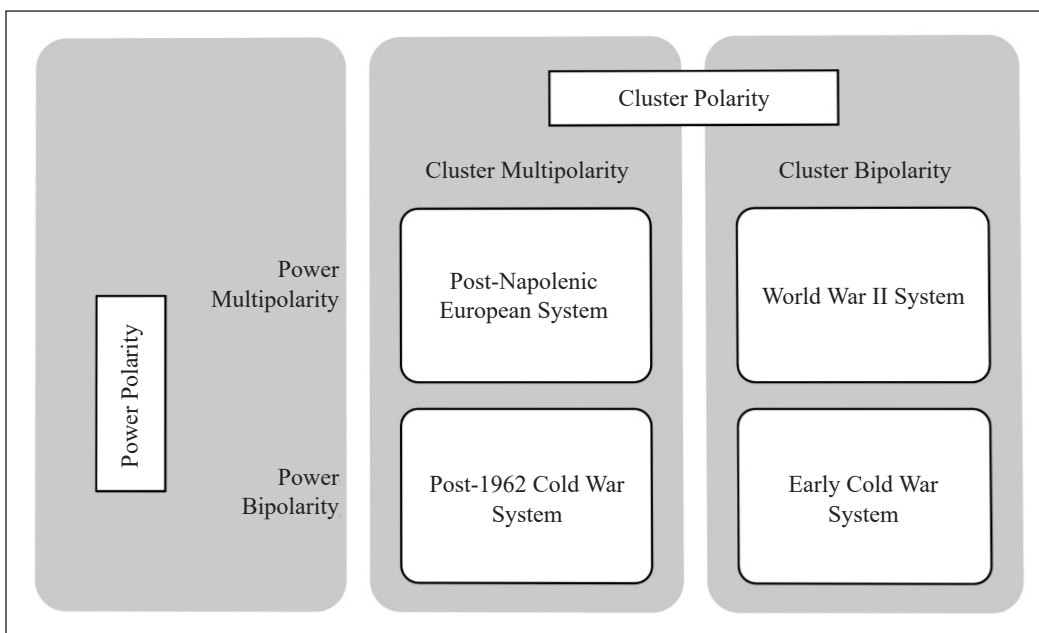 Cluster Polarity
Cluster Multipolarity
Cluster Bipolarity
Power
Multipolarity
Post-Napolenic
European System
World War II System
Power Polarity
Power
Bipolarity
Post-1962 Cold War
System
Early Cold War
System